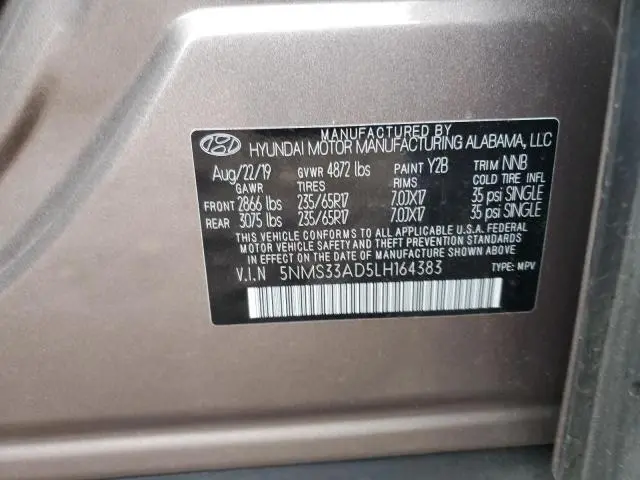 MANUFACTURED BY
HYUNDAI MOTOR MANUFACTURING ALABAMA, LLC
Aug/22/19 GVWR 4872 lbs PAINT Y2B TRIM NNB
GAWR TIRES RIMS COLD TIRE INFL
FRONT 2866 lbs 235/65R17 7.0JX17 35 psi SINGLE
REAR 3075 lbs 235/65R17 7.0JX17 35 psi SINGLE
THIS VEHICLE CONFORMS TO ALL APPLICABLE U.S.A. FEDERAL
MOTOR VEHICLE SAFETY AND THEFT PREVENTION STANDARDS
IN EFFECT ON THE DATE OF MANUFACTURE SHOWN ABOVE.
V.I.N 5NMS33AD5LH164383 TYPE: MPV